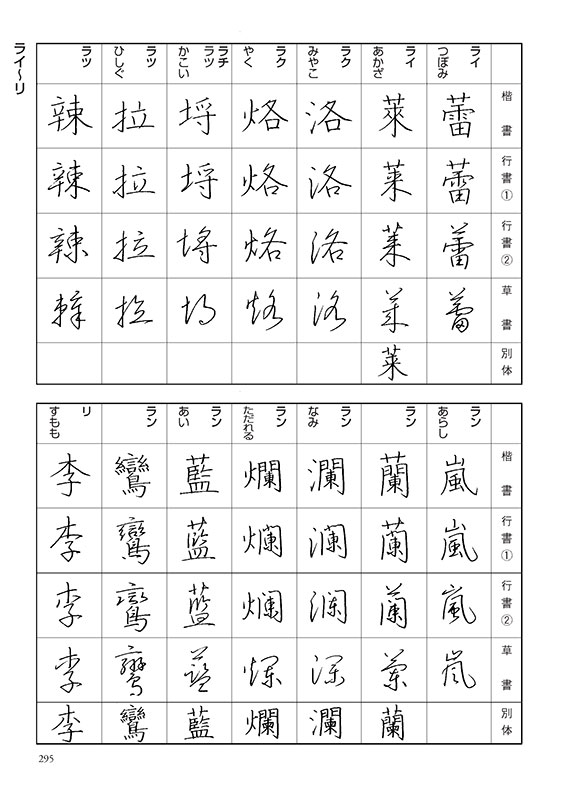 ライ〜リ
楷書
行書①
行書②
草書
別体
ライ
つぼみ
蕾
蕾
蕾
蕾
ライ
あかざ
萊
莱
莱
莱
莱
ラク
みやこ
洛
洛
洛
洛
ラク
やく
烙
烙
烙
烙
ラチ
ラツ
かこい
埒
埒
埒
埒
ラツ
ひしぐ
拉
拉
拉
拉
ラツ
辣
辣
辣
辣
楷書
行書①
行書②
草書
別体
ラン
あらし
嵐
嵐
嵐
嵐
ラン
蘭
蘭
蘭
蘭
蘭
ラン
なみ
瀾
瀾
瀾
瀾
瀾
ラン
ただれる
爛
爛
爛
爛
爛
ラン
あい
藍
藍
藍
藍
藍
ラン
鸞
鸞
鸞
鸞
鸞
リ
すもも
李
李
李
李
李
295